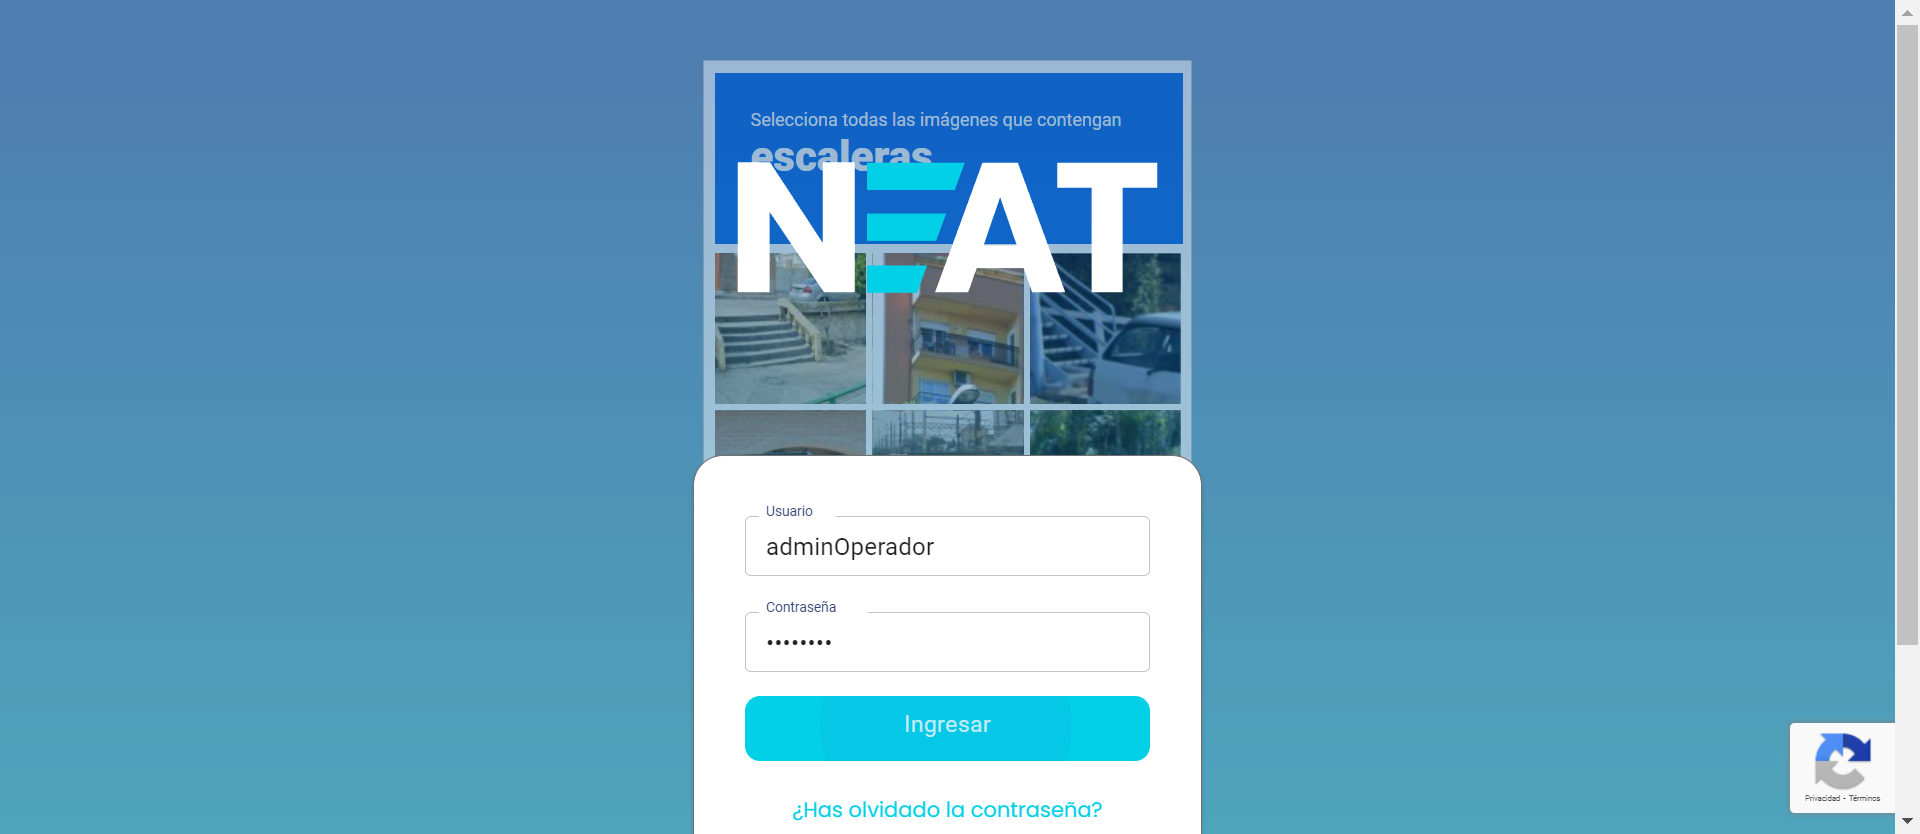 Selecciona todas las imágenes que contengan
escaleras
NEAT
Usuario
adminOperador
Contraseña
••••••••
Ingresar
¿Has olvidado la contraseña?
Privacidad - Términos